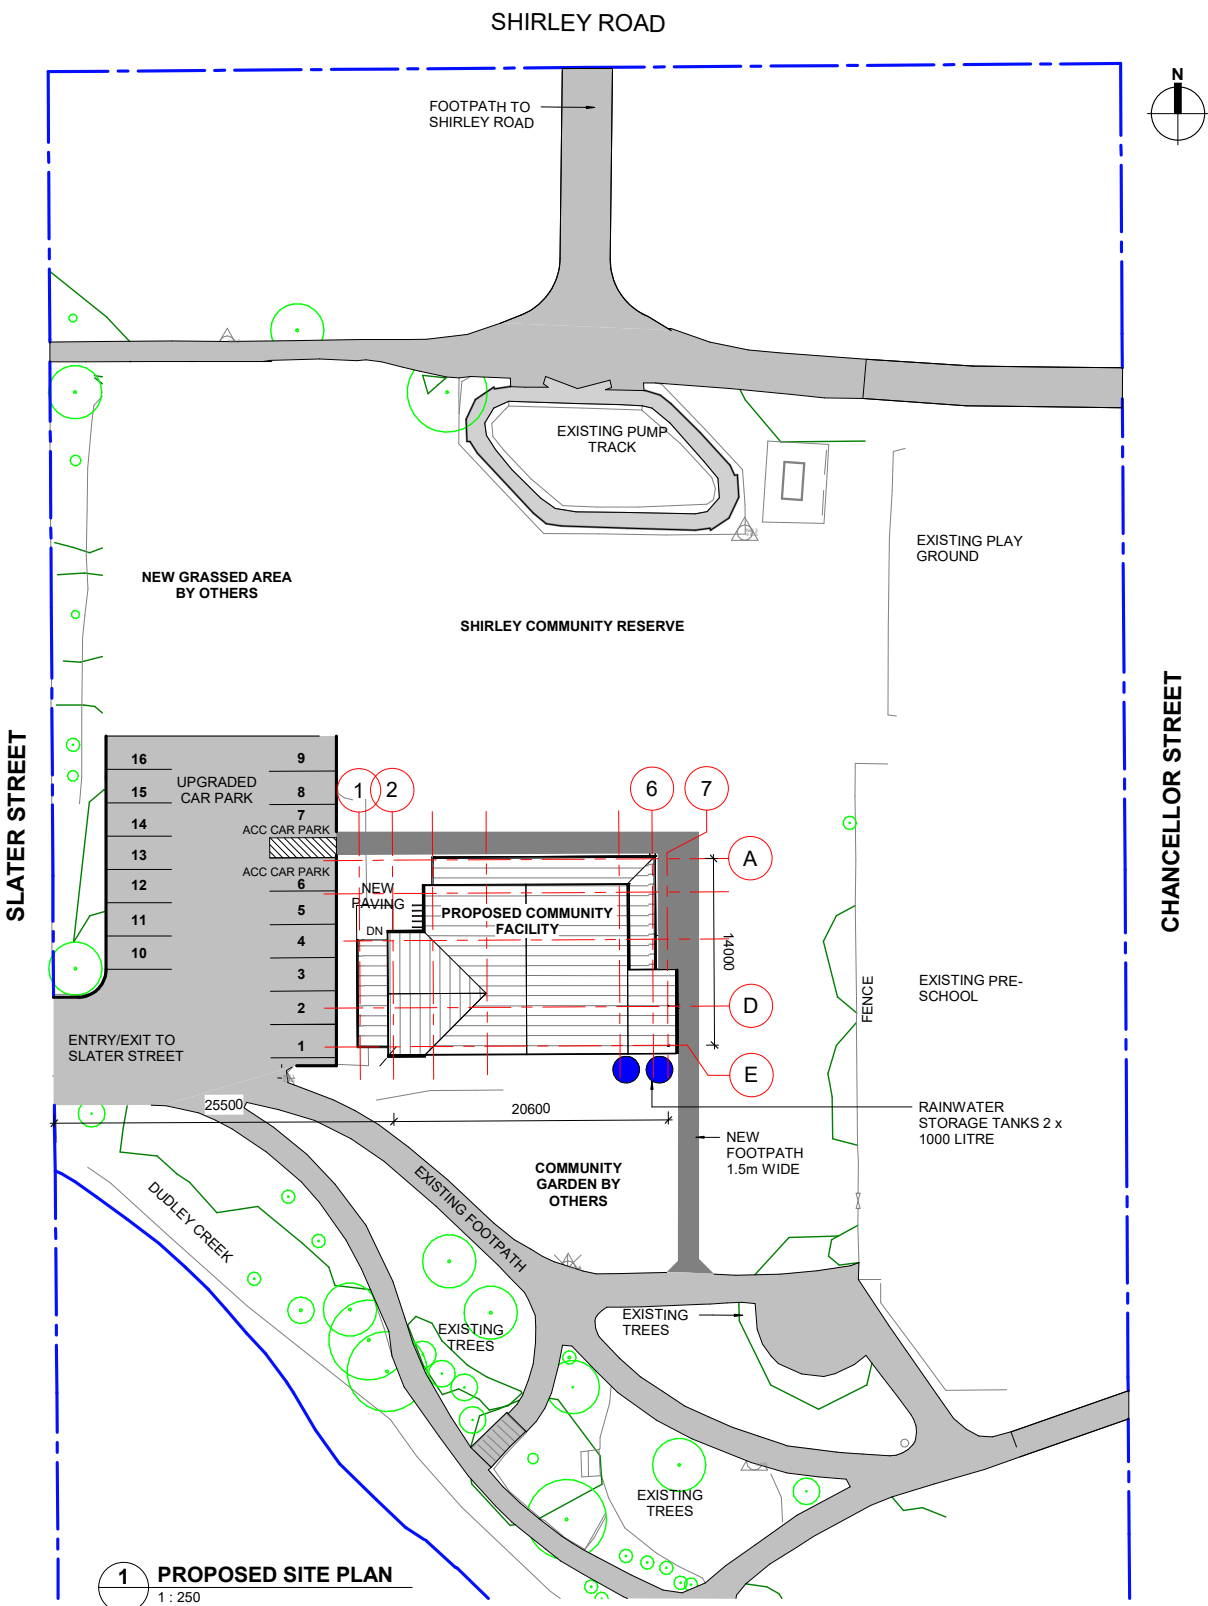 SHIRLEY ROAD
N
FOOTPATH TO
SHIRLEY ROAD
EXISTING PUMP
TRACK
EXISTING PLAY
GROUND
NEW GRASSED AREA
BY OTHERS
SHIRLEY COMMUNITY RESERVE
SLATER STREET
CHANCELLOR STREET
16
15
14
13
12
11
10
UPGRADED
CAR PARK
9
8
7
ACC CAR PARK
ACC CAR PARK
6
5
4
3
2
1
1
2
6
7
A
D
E
NEW
PAVING
DN
PROPOSED COMMUNITY
FACILITY
14000
FENCE
EXISTING PRE-
SCHOOL
ENTRY/EXIT TO
SLATER STREET
25500
20600
RAINWATER
STORAGE TANKS 2 x
1000 LITRE
NEW
FOOTPATH
1.5m WIDE
COMMUNITY
GARDEN BY
OTHERS
EXISTING FOOTPATH
DUDLEY CREEK
EXISTING
TREES
EXISTING
TREES
EXISTING
TREES
1
PROPOSED SITE PLAN
1 : 250